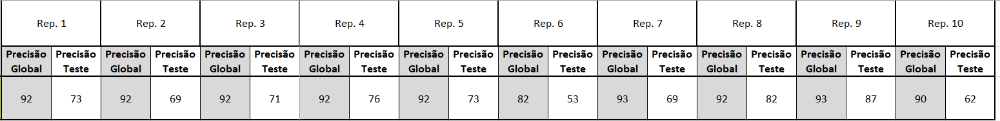 Rep. 1 Rep. 2 Rep. 3 Rep. 4 Rep. 5 Rep. 6 Rep. 7 Rep. 8 Rep. 9 Rep. 10
Precisão Precisão Precisão Precisão Precisão Precisão Precisão Precisão Precisão Precisão Precisão Precisão Precisão Precisão Precisão Precisão Precisão Precisão Precisão Precisão
Global Teste Global Teste Global Teste Global Teste Global Teste Global Teste Global Teste Global Teste Global Teste Global Teste
92 73 92 69 92 71 92 76 92 73 82 53 93 69 92 82 93 87 90 62